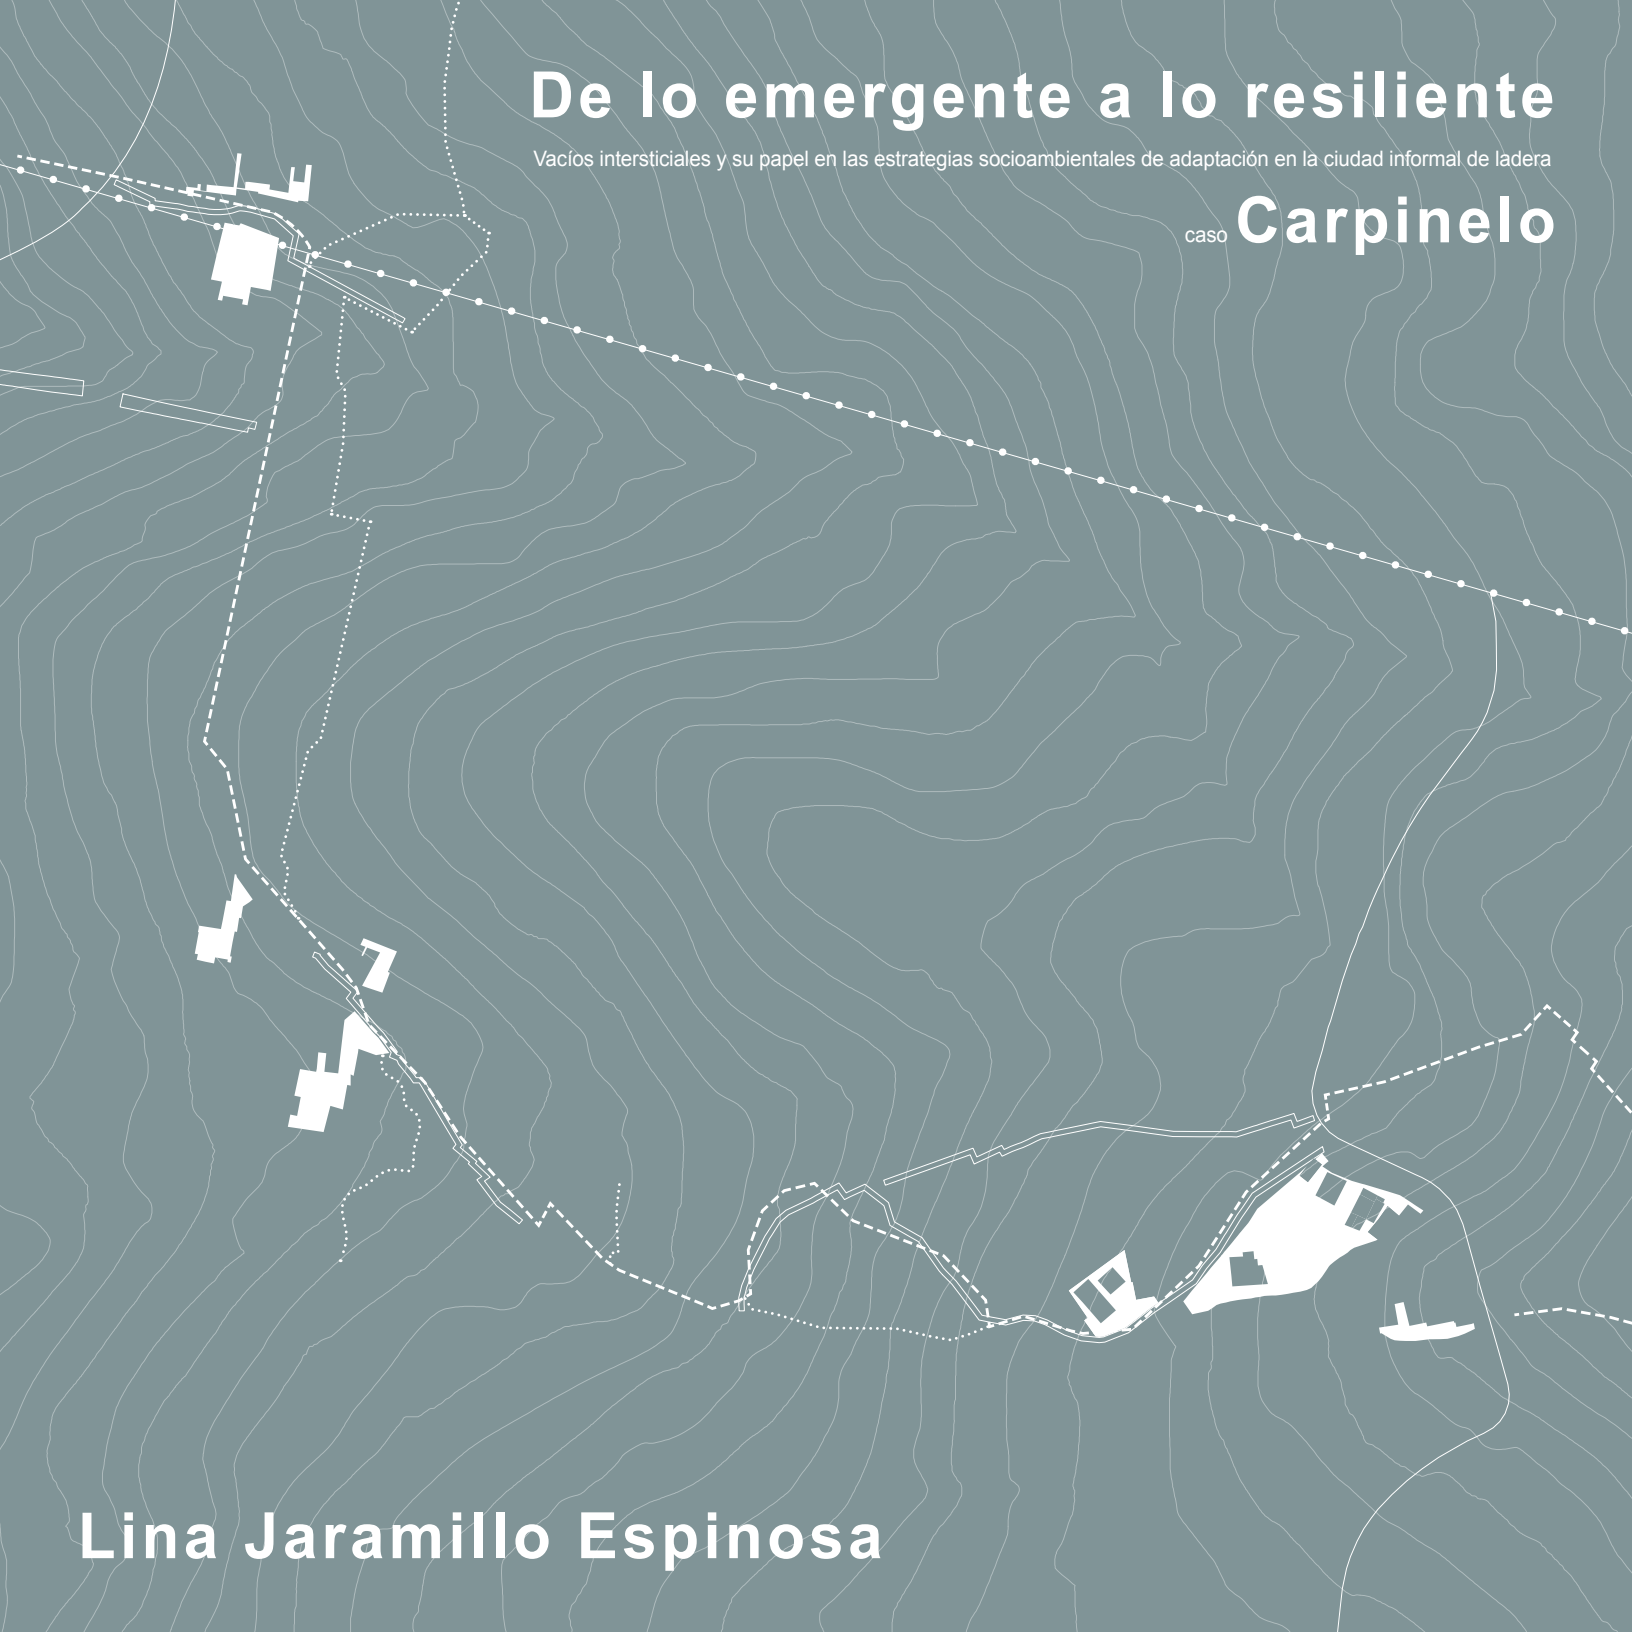 De lo emergente a lo resiliente
Vacíos intersticiales y su papel en las estrategias socioambientales de adaptación en la ciudad informal de ladera
caso Carpinelo
Lina Jaramillo Espinosa